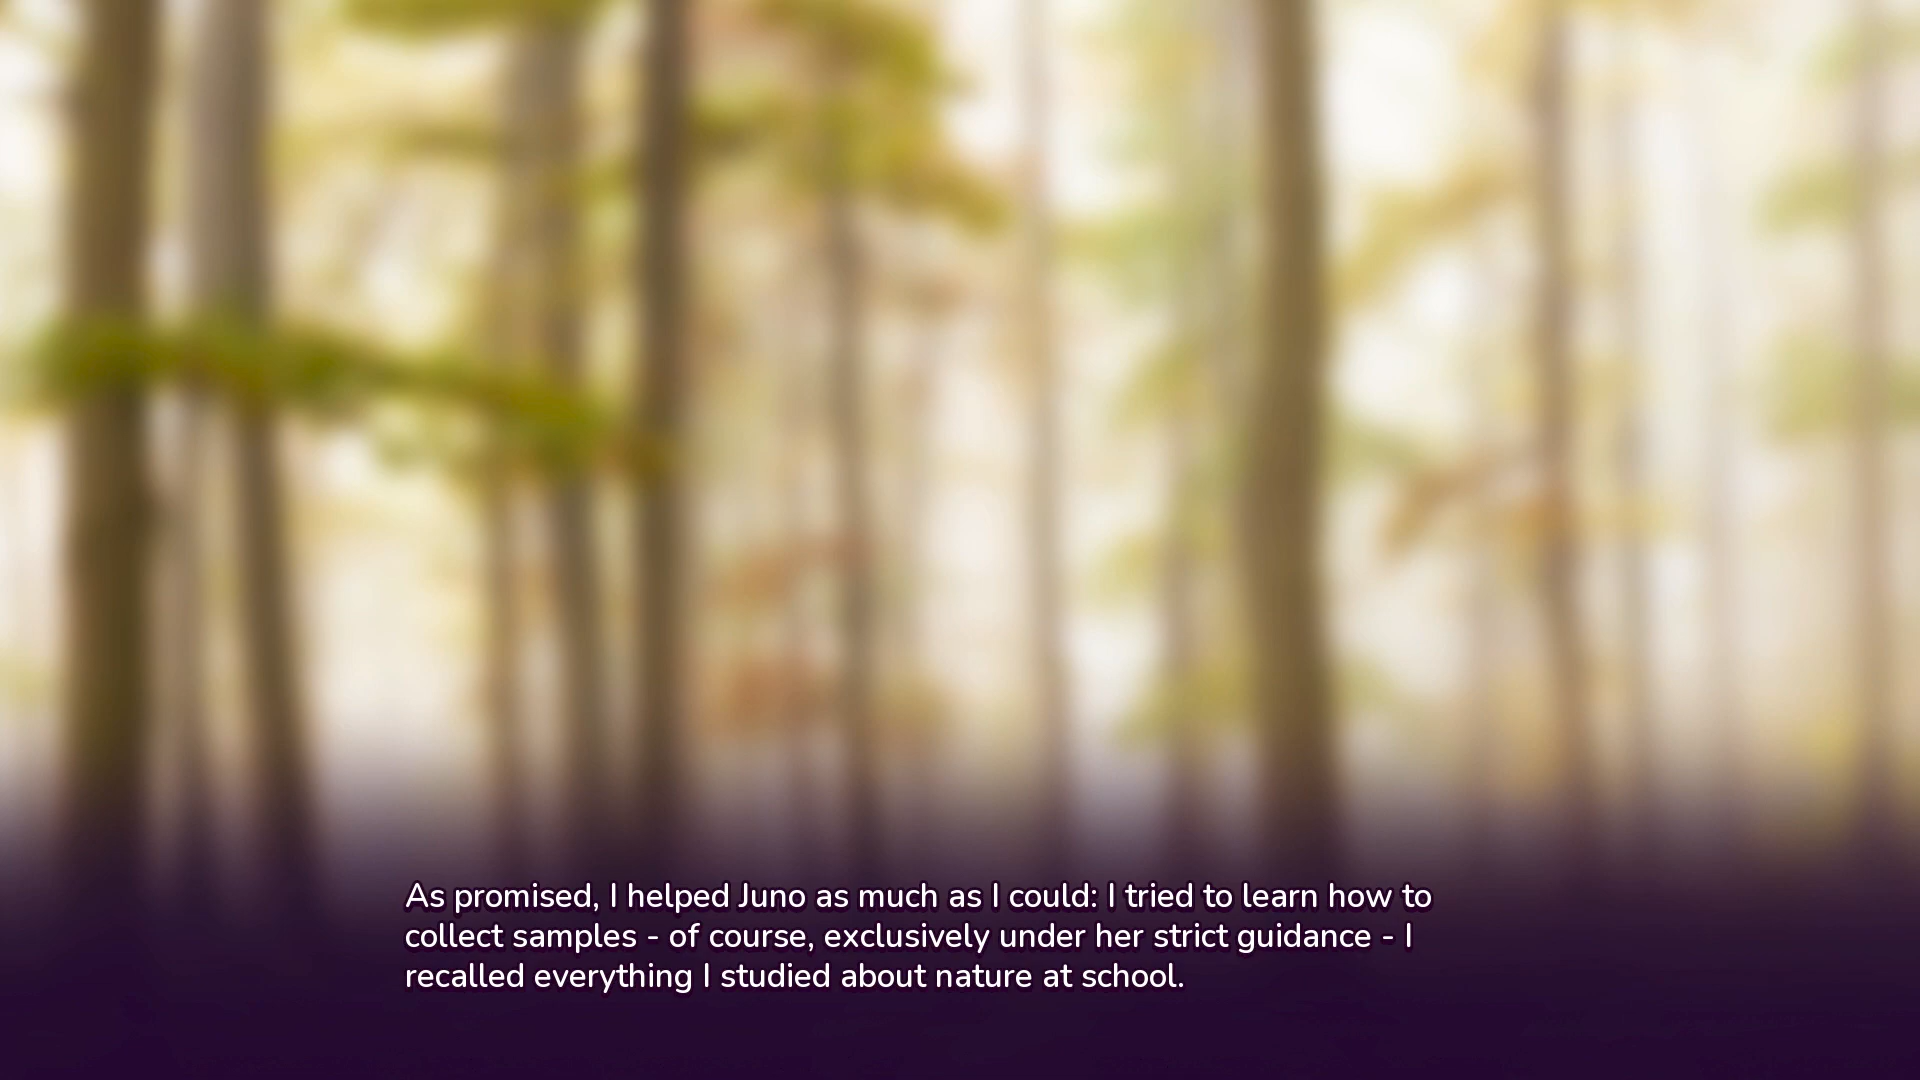 As promised, I helped Juno as much as I could: I tried to learn how to
collect samples - of course, exclusively under her strict guidance - I
recalled everything I studied about nature at school.